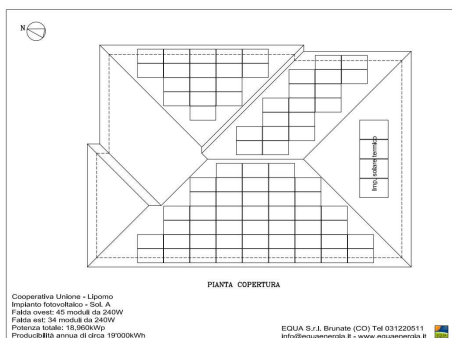 N
Imp. solare termico
PIANTA COPERTURA
Cooperativa Unione - Lipomo
Impianto fotovoltaico - Sol. A
Falda ovest: 45 moduli da 240W
Falda est: 34 moduli da 240W
Potenza totale: 18,960kWp
Producibilità annua di circa 19'000kWh
EQUA S.r.l. Brunate (CO) Tel 031220511
info@equaenergia.it - www.equaenergia.it